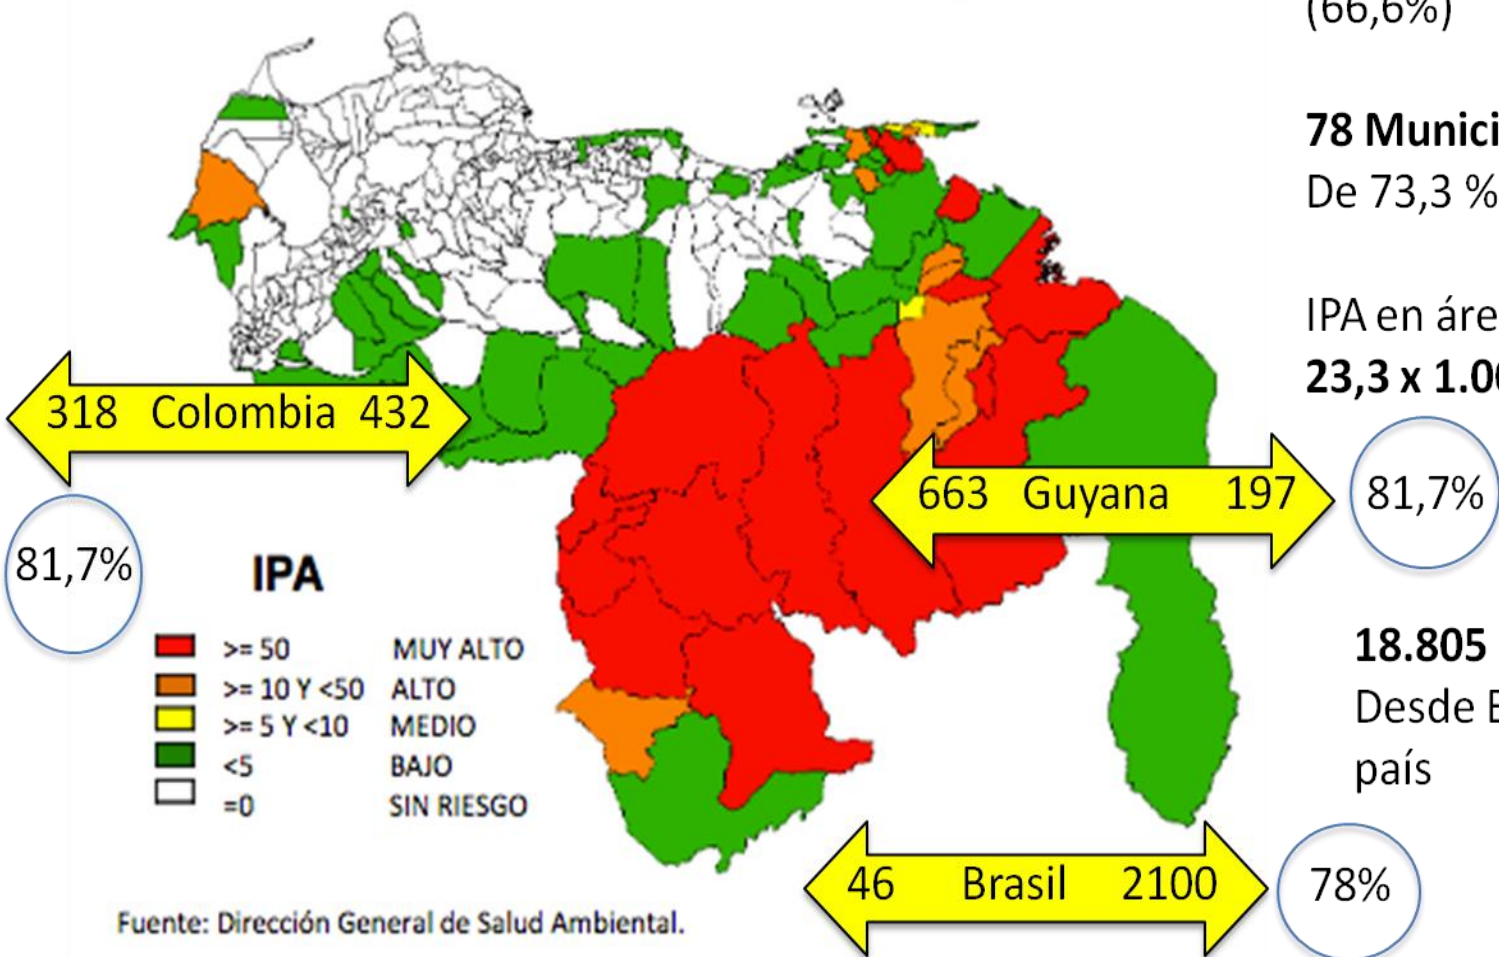 (66,6%)
78 Munici
De 73,3 %
IPA en áre
23,3 x 1.00
318 Colombia 432
663 Guyana 197
81,7%
81,7%
IPA
>= 50 MUY ALTO
>= 10 Y <50 ALTO
>= 5 Y <10 MEDIO
<5 BAJO
=0 SIN RIESGO
18.805
Desde E
país
46 Brasil 2100
78%
Fuente: Dirección General de Salud Ambiental.